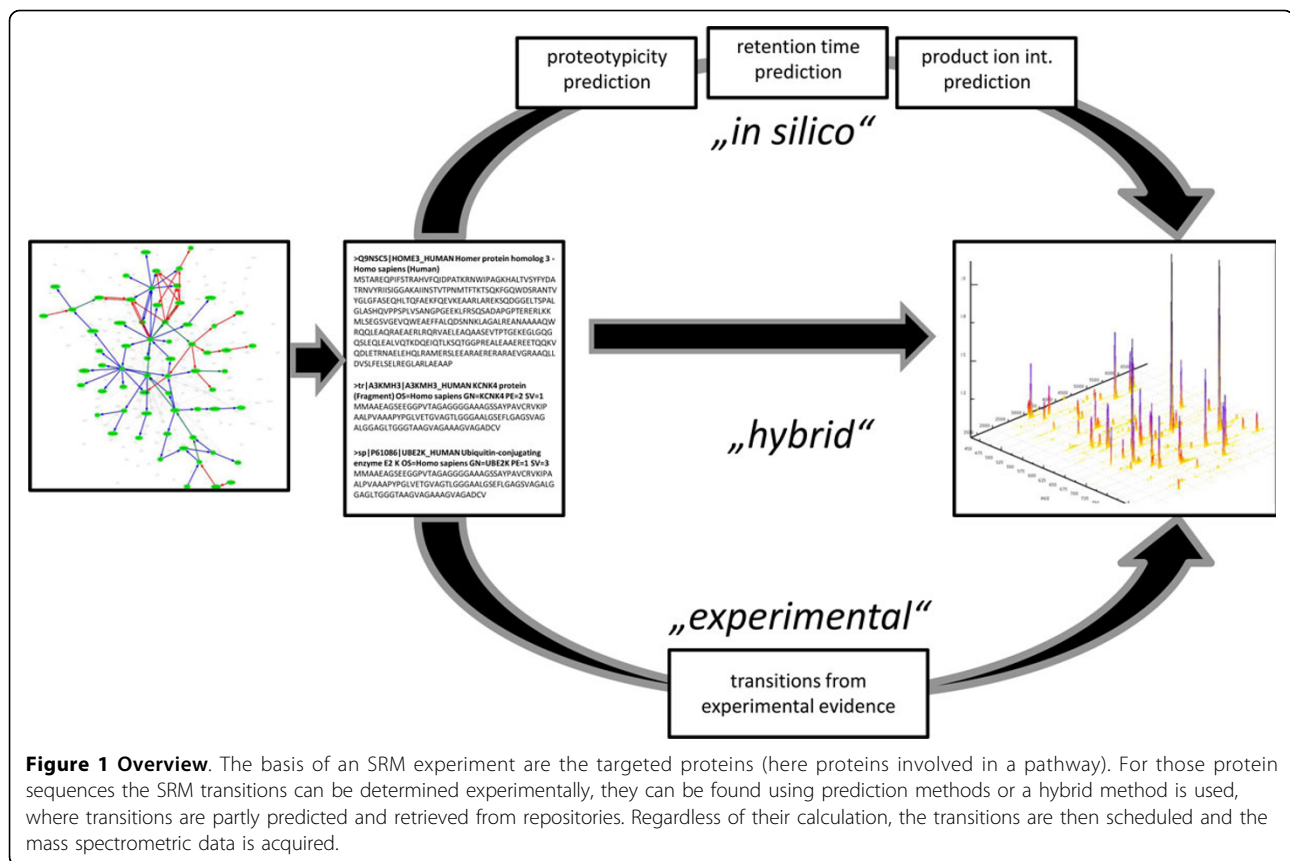 proteotypicity
prediction
retention time
prediction
product ion int.
prediction
„in silico“
>Q9NSC5|HOME3_HUMAN Homer protein homolog 3 -
Homo sapiens (Human)
MSTAREQPIFSTRAHVFQIDPATKRNWIPAGKHALTVSYFYDA
TRNVYRIISIGGAKAIINSTVTPNMTFTKTSQKFGQWDSRANTV
YGLGFASEQHLTQFAEKFQEVKEAARLAREKSQDGGELTSPAL
GLASHQVPPSPLVSANGPGEEKLFRSQSADAPGPTERERLKK
MLSEGSVGEVQWEAEFFALQDSNNKLAGALREANAAAAQW
RQQLEAQRAEAERLRQRVAELEAQAASEVTPTGEKEGLGQG
QSLEQLEALVQTKDQEIQTLKSQTGGPREALEAAEREETQQKV
QDLETRNAELEHQLRAMERSLEEARAERERARAEVGRAAQLL
DVSLFELSELREGLARLAEAAP
>tr|A3KMH3|A3KMH3_HUMAN KCNK4 protein
(Fragment) OS=Homo sapiens GN=KCNK4 PE=2 SV=1
MMAAEAGSEEGGPVTAGAGGGGAAAGSSAYPAVCRVKIP
AALPVAAAPYPGLVETGVAGTLGGGAALGSEFLGAGSVAG
ALGGAGLTGGGTAAGVAGAAAGVAGADCV
>sp|P61086|UBE2K_HUMAN Ubiquitin-conjugating
enzyme E2 K OS=Homo sapiens GN=UBE2K PE=1 SV=3
MMAAEAGSEEGGPVTAGAGGGGAAAGSSAYPAVCRVKIPA
ALPVAAAPYPGLVETGVAGTLGGGAALGSEFLGAGSVAGALG
GAGLTGGGTAAGVAGAAAGVAGADCV
„hybrid“
„experimental“
transitions from
experimental evidence
Figure 1 Overview. The basis of an SRM experiment are the targeted proteins (here proteins involved in a pathway). For those protein
sequences the SRM transitions can be determined experimentally, they can be found using prediction methods or a hybrid method is used,
where transitions are partly predicted and retrieved from repositories. Regardless of their calculation, the transitions are then scheduled and the
mass spectrometric data is acquired.